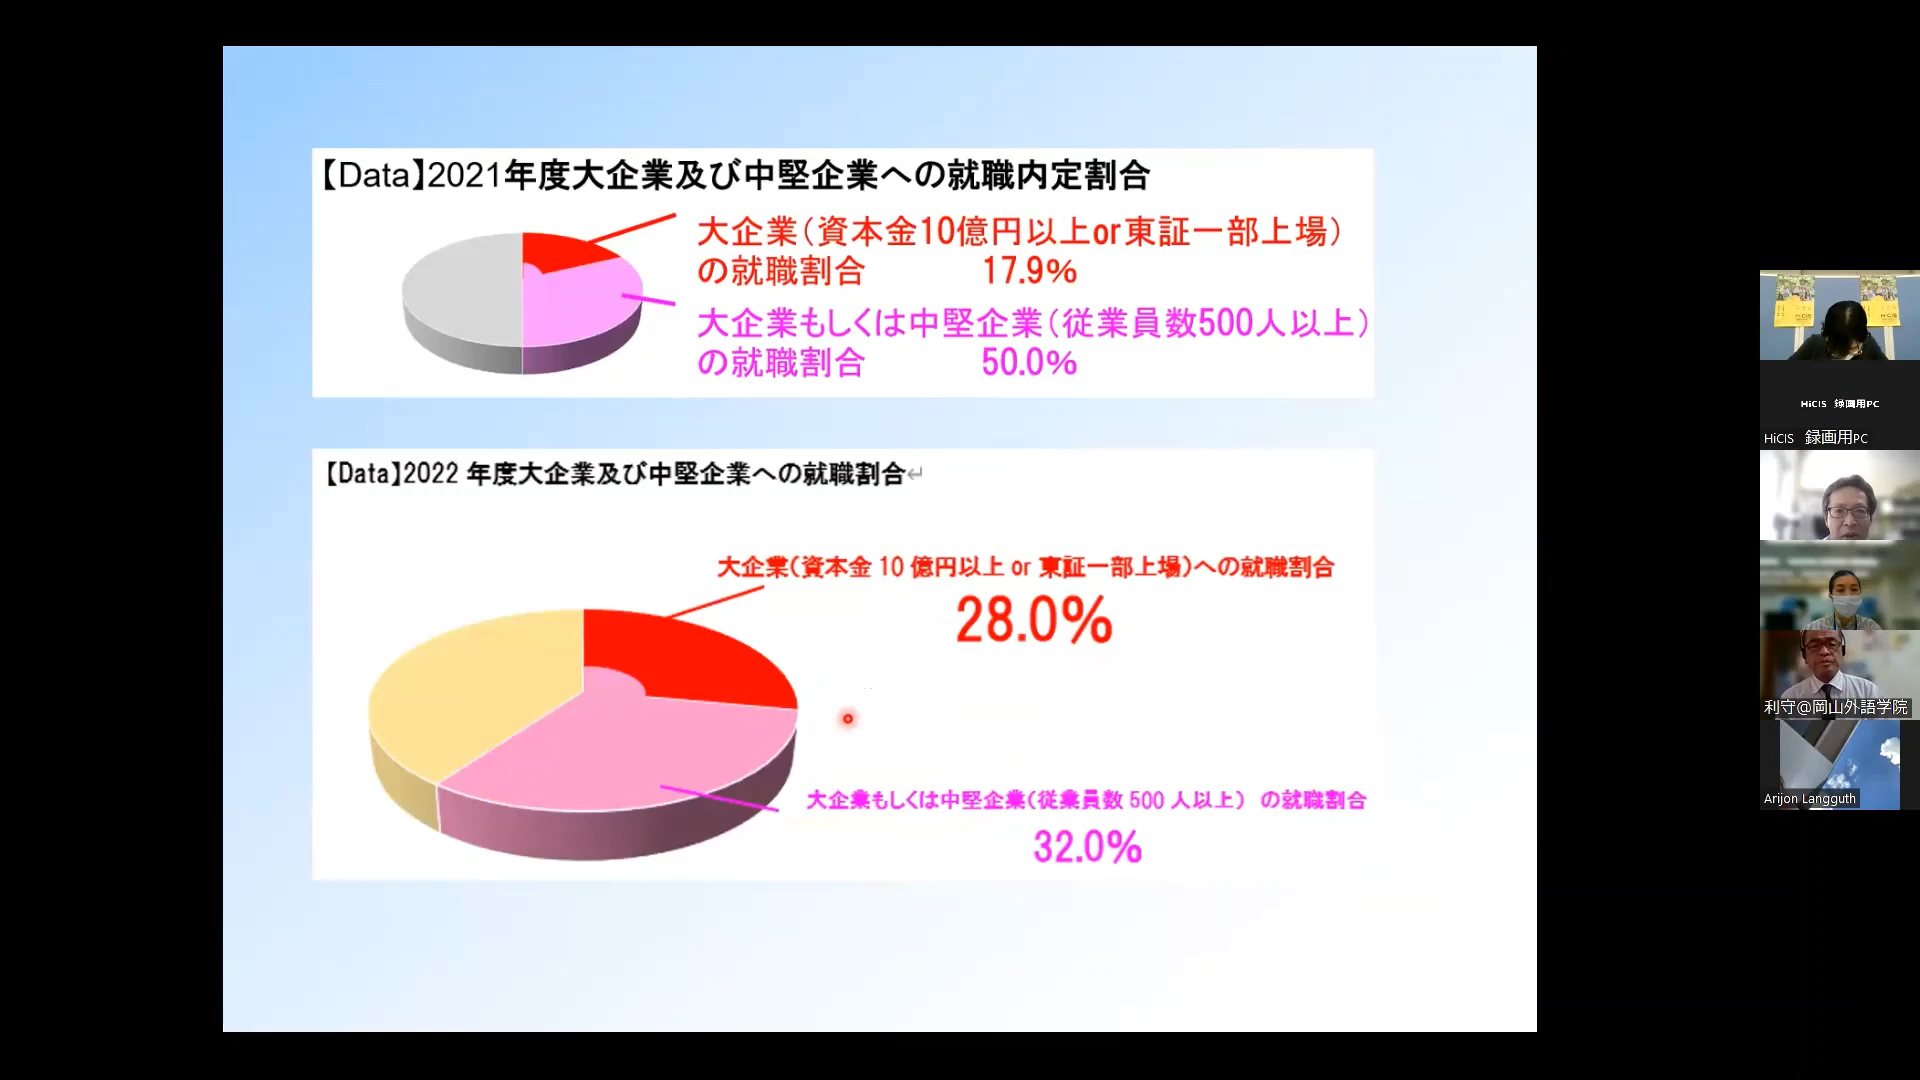 【Data】2021年度大企業及び中堅企業への就職内定割合
大企業（資本金10億円以上or東証一部上場）
の就職割合 17.9%
大企業もしくは中堅企業（従業員数500人以上）
の就職割合 50.0%
【Data】2022 年度大企業及び中堅企業への就職割合↵
大企業（資本金 10 億円以上 or 東証一部上場）への就職割合
28.0%
大企業もしくは中堅企業（従業員数 500 人以上） の就職割合
32.0%
HiCIS
HiCIS 録画用PC
HiCIS 録画用PC
利守@岡山外語学院
Arijon Langguth